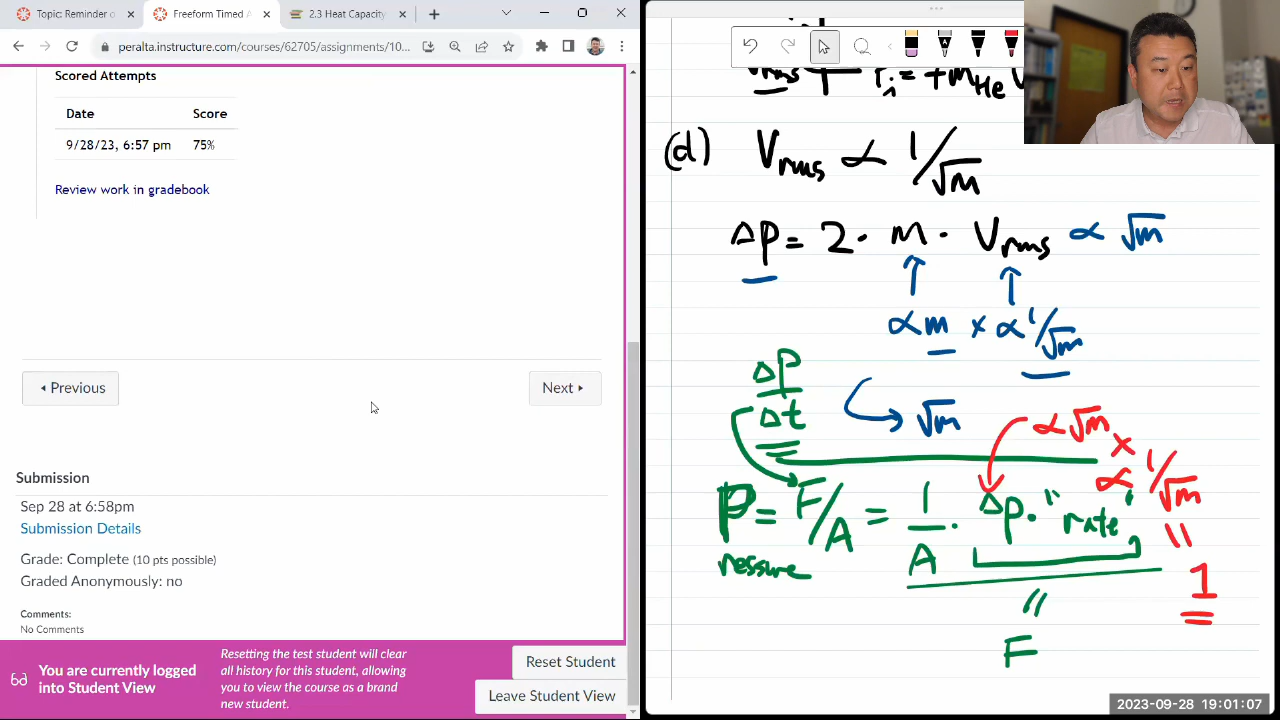 Topic Reminder o
Freeform Timed A
2.3 Heat Capacity
peralta.instructure.com/courses/62705/assignments/10...
Scored Attempts
Date Score
9/28/23, 6:57 pm 75%
Review work in gradebook
Previous
Next
Submission
Sep 28 at 6:58pm
Submission Details
Grade: Complete (10 pts possible)
Graded Anonymously: no
Comments:
No Comments
You are currently logged into Student View
Resetting the test student will clear
all history for this student, allowing
you to view the course as a brand
new student.
Reset Student
Leave Student View
(d) Vrms ∝ 1/√m
Δp = 2 · m · Vrms ∝ √m
∝ m × ∝ 1/√m
Δp/Δt
√m
∝ √m × ∝ 1/√m = 1
P = F/A = 1/A · Δp · "rate"
ressure
= F
2023-09-28 19:01:07